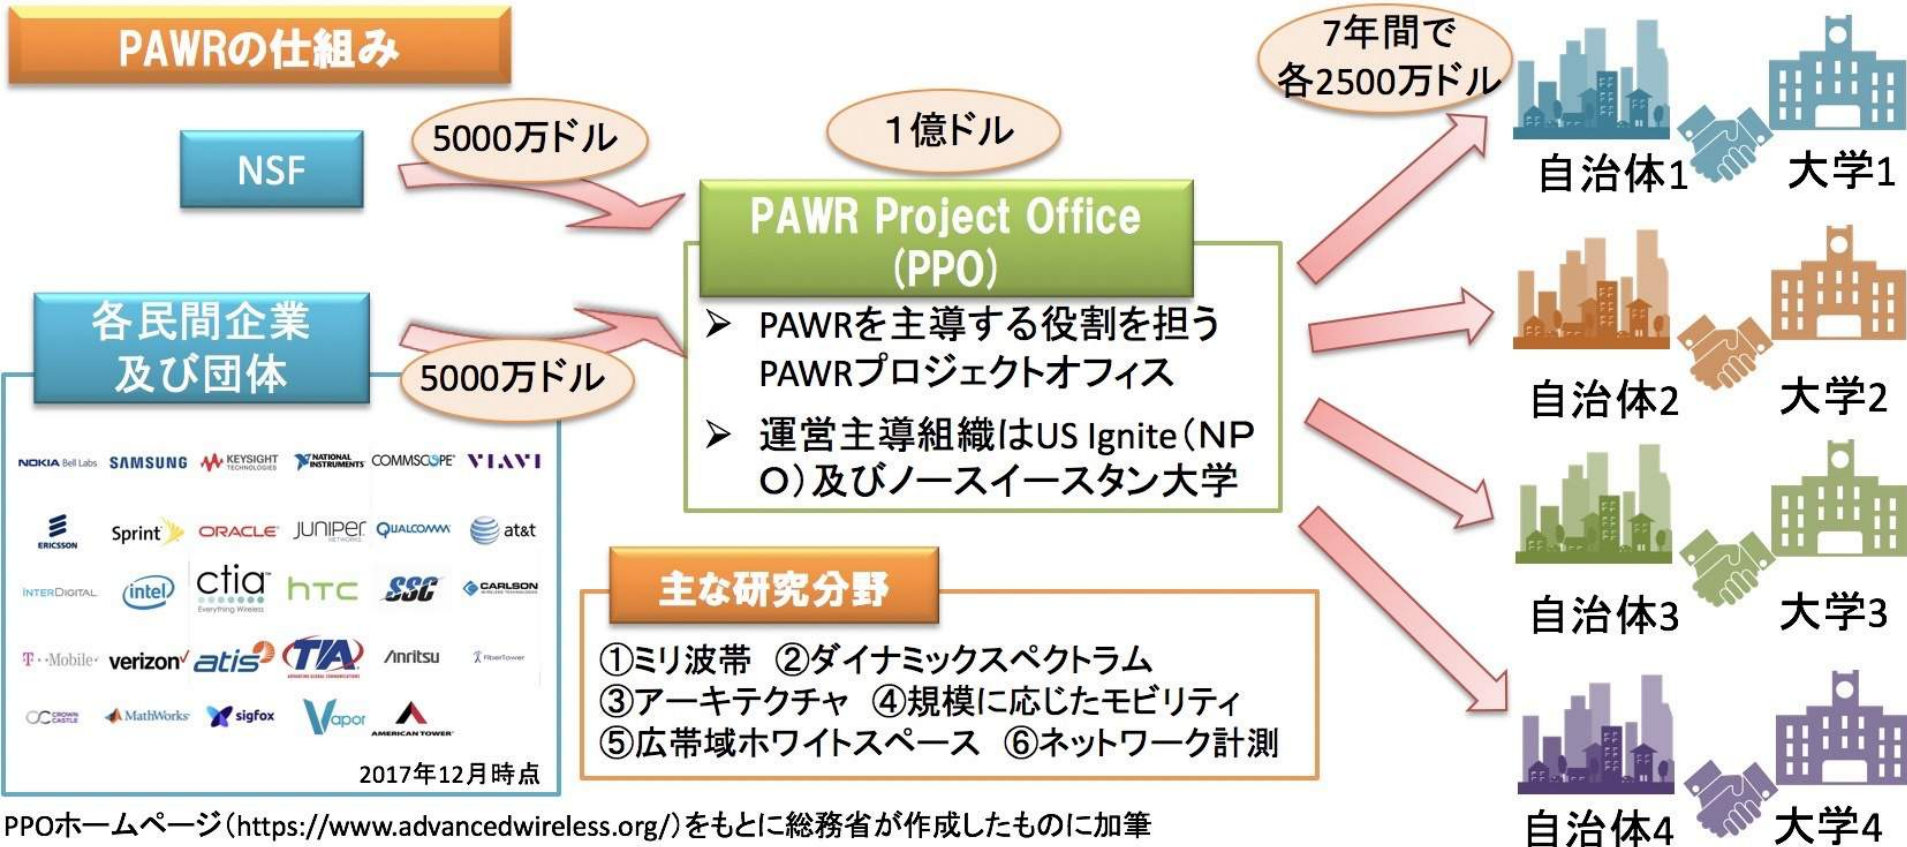 PAWRの仕組み
NSF
5000万ドル
1億ドル
7年間で
各2500万ドル
PAWR Project Office
(PPO)
➢ PAWRを主導する役割を担う
PAWRプロジェクトオフィス
➢ 運営主導組織はUS Ignite(NP
O)及びノースイースタン大学
各民間企業
及び団体
5000万ドル
NOKIA Bell Labs SAMSUNG KEYSIGHT TECHNOLOGIES NATIONAL INSTRUMENTS COMMSCOPE VIAVI
ERICSSON Sprint ORACLE JUNIPER NETWORKS QUALCOMM at&t
INTERDIGITAL intel ctia Everything Wireless hTC SSC CARLSON WIRELESS TECHNOLOGIES
T··Mobile· verizon atis TIA ADVANCING GLOBAL COMMUNICATIONS Anritsu FiberTower
CC CROWN CASTLE MathWorks sigfox Vapor AMERICAN TOWER
2017年12月時点
主な研究分野
①ミリ波帯 ②ダイナミックスペクトラム
③アーキテクチャ ④規模に応じたモビリティ
⑤広帯域ホワイトスペース ⑥ネットワーク計測
自治体1 大学1
自治体2 大学2
自治体3 大学3
自治体4 大学4
PPOホームページ(https://www.advancedwireless.org/)をもとに総務省が作成したものに加筆